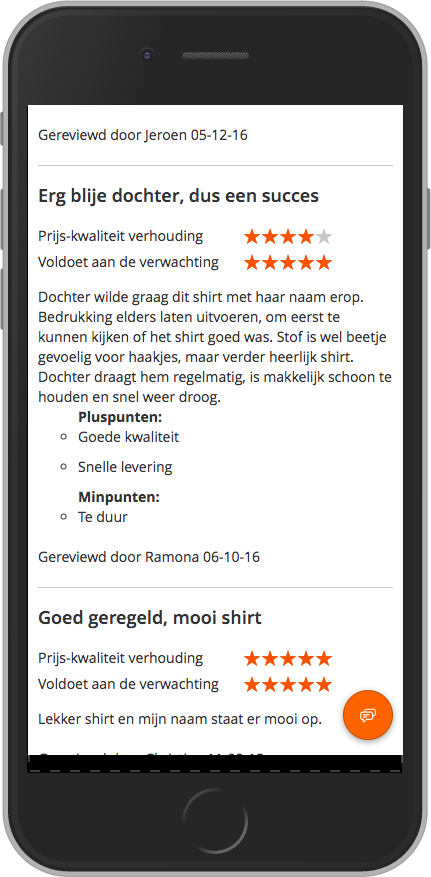 Gereviewd door Jeroen 05-12-16
Erg blije dochter, dus een succes
Prijs-kwaliteit verhouding
Voldoet aan de verwachting
Dochter wilde graag dit shirt met haar naam erop.
Bedrukking elders laten uitvoeren, om eerst te
kunnen kijken of het shirt goed was. Stof is wel beetje
gevoelig voor haakjes, maar verder heerlijk shirt.
Dochter draagt hem regelmatig, is makkelijk schoon te
houden en snel weer droog.
Pluspunten:
Goede kwaliteit
Snelle levering
Minpunten:
Te duur
Gereviewd door Ramona 06-10-16
Goed geregeld, mooi shirt
Prijs-kwaliteit verhouding
Voldoet aan de verwachting
Lekker shirt en mijn naam staat er mooi op.